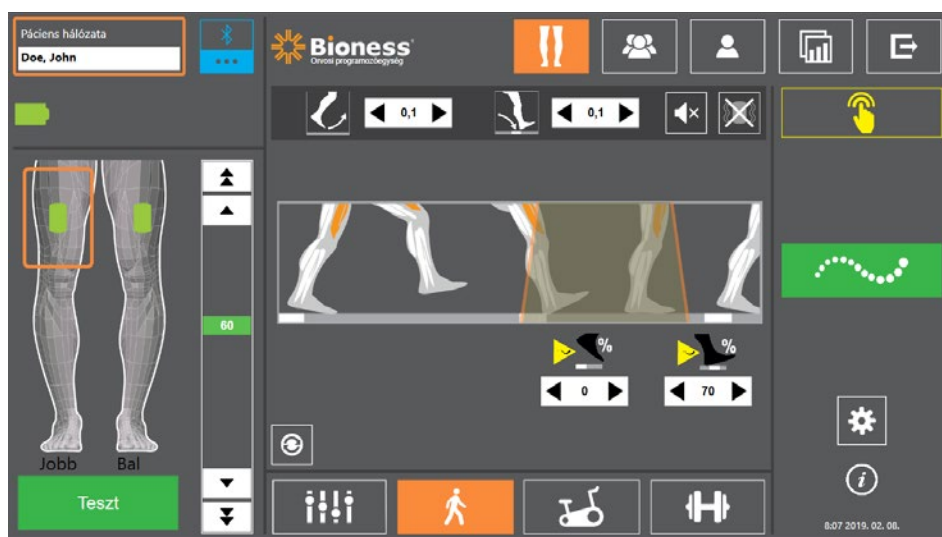 Páciens hálózata
Doe, John
Bioness
Orvosi programozóegység
0,1
0,1
60
%
%
0
70
Jobb
Bal
Teszt
8:07 2019. 02. 08.